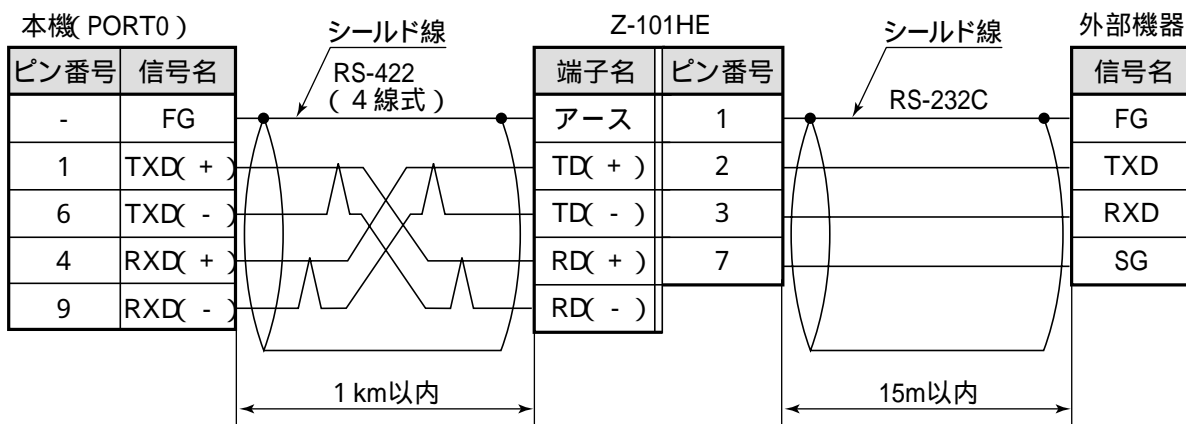 本機(PORT0)
シールド線
Z-101HE
シールド線
外部機器
ピン番号 信号名
RS-422
(4線式)
端子名 ピン番号
RS-232C
信号名
- FG
アース 1
FG
1 TXD(+)
TD(+) 2
TXD
6 TXD(-)
TD(-) 3
RXD
4 RXD(+)
RD(+) 7
SG
9 RXD(-)
RD(-)
1km以内
15m以内